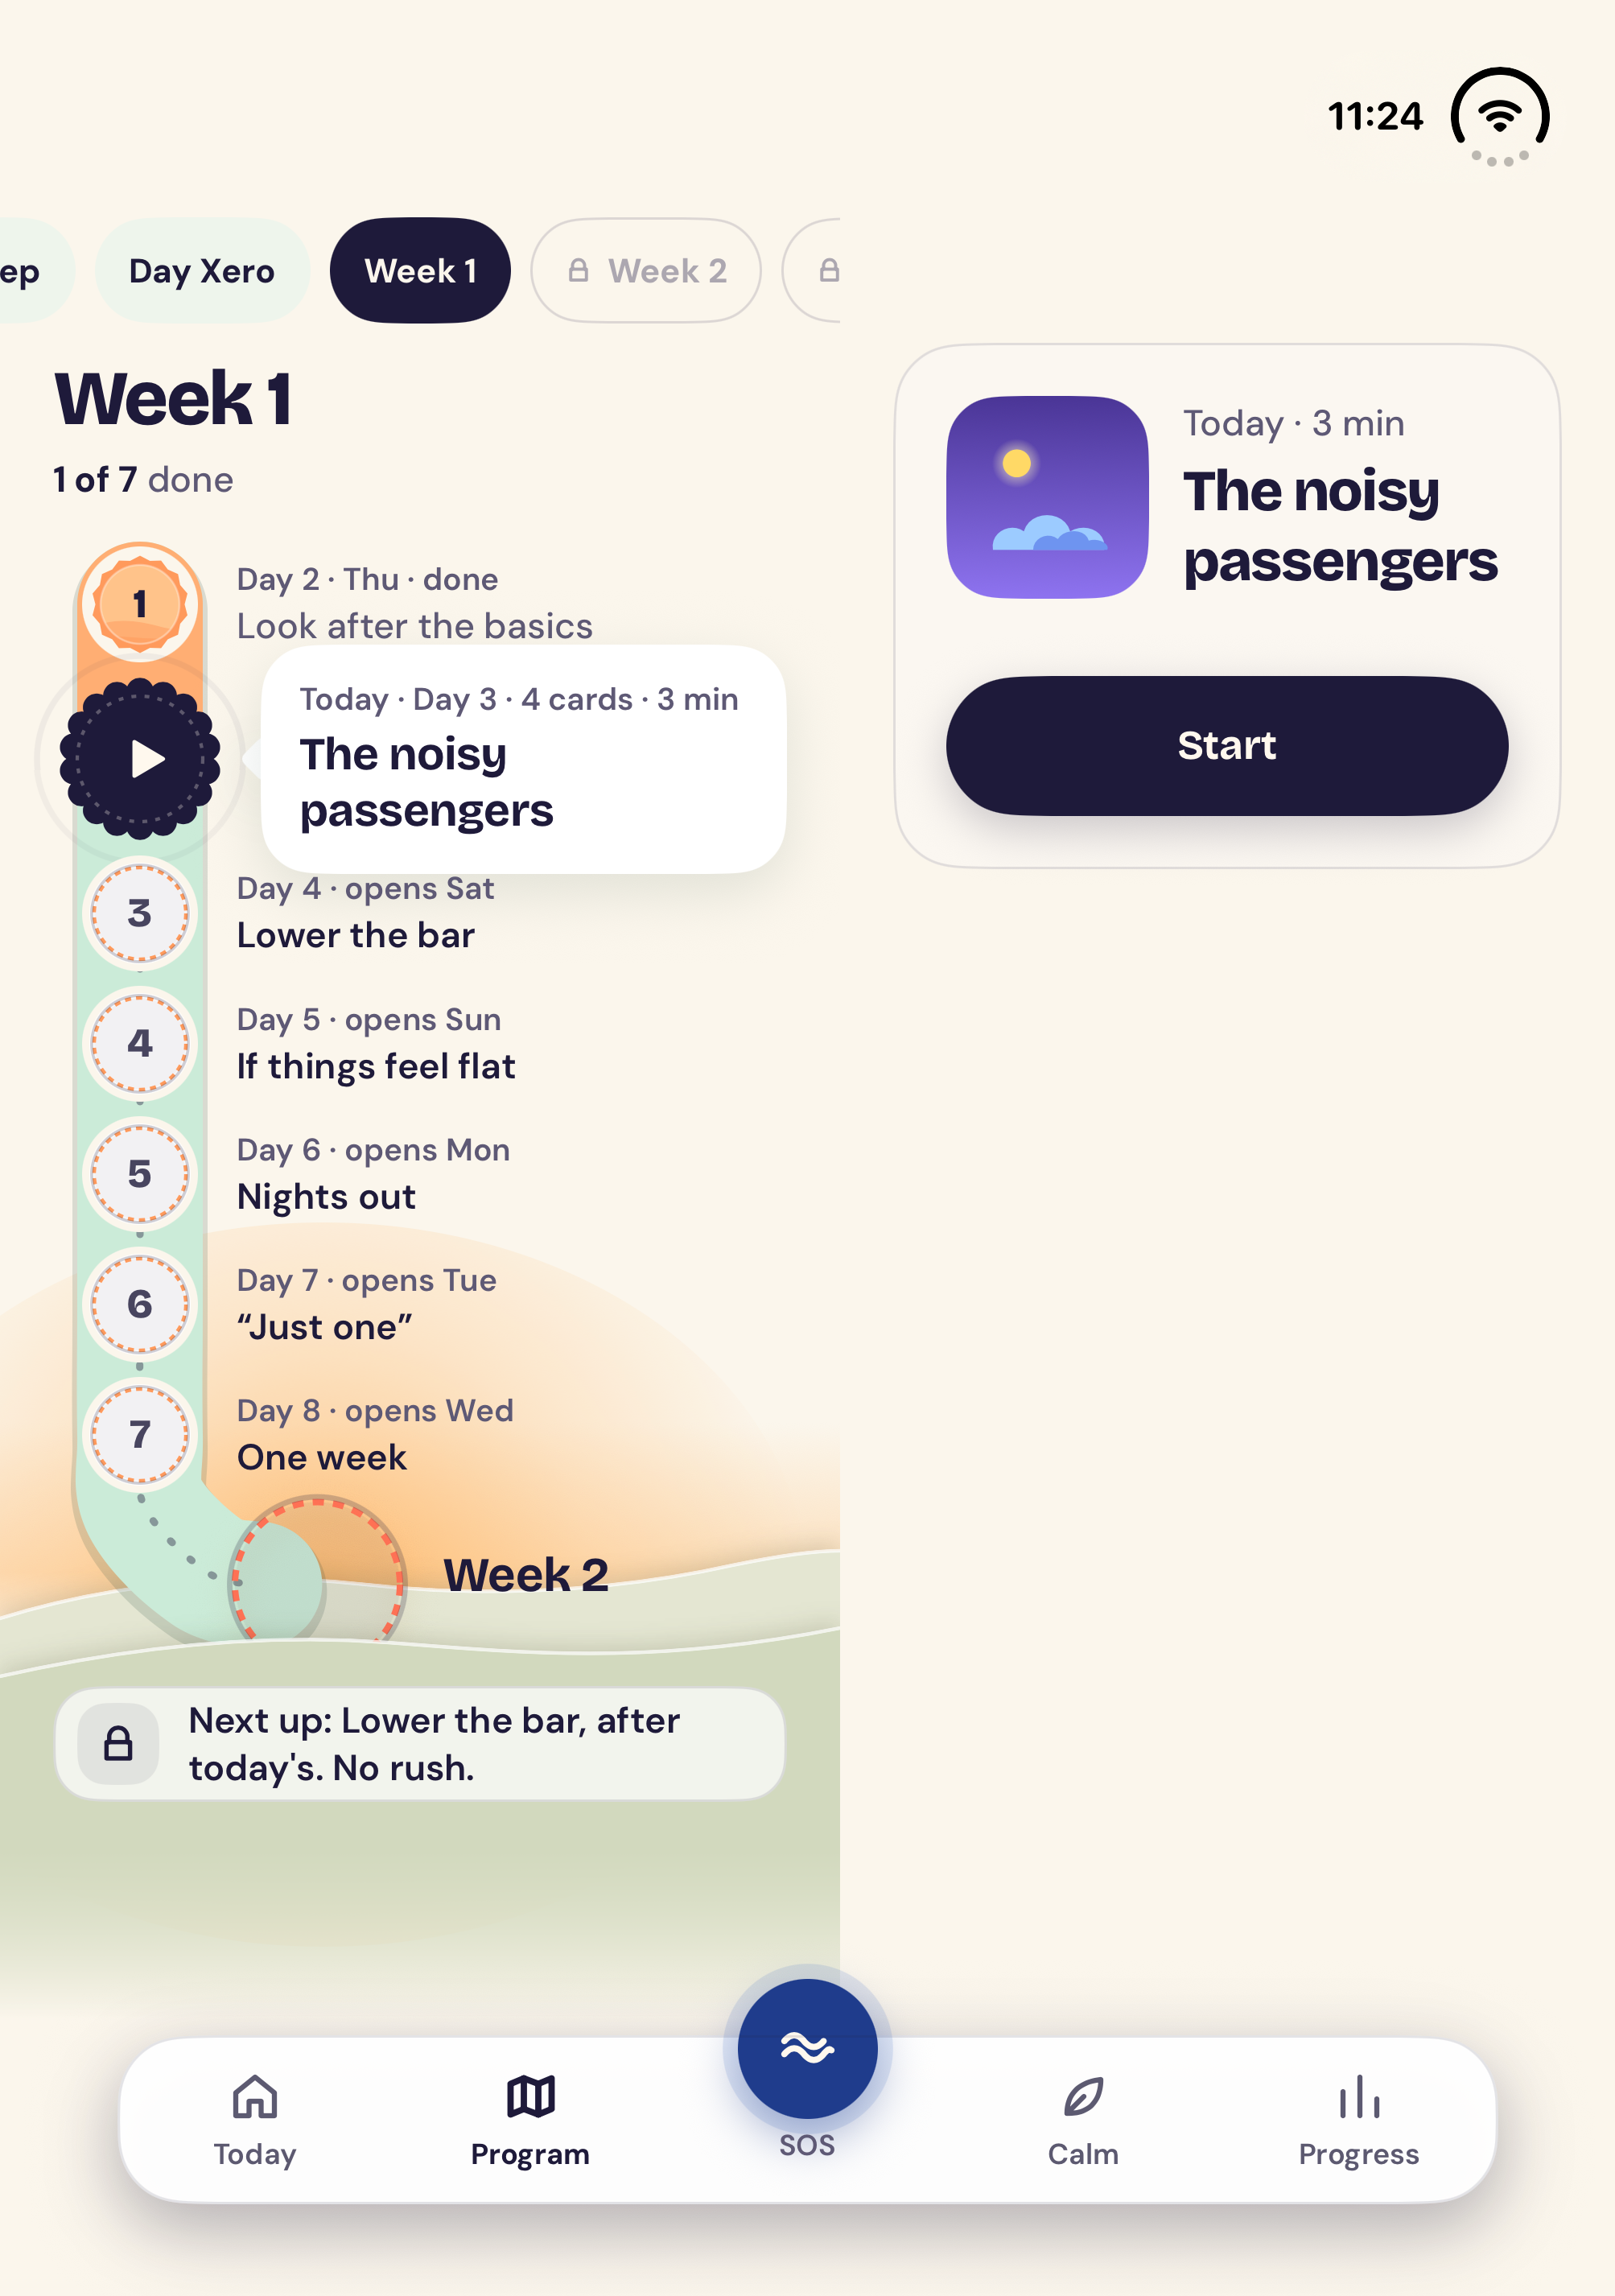 11:24
ep
Day Xero
Week 1
Week 2
Week 1
1 of 7 done
1
Day 2 · Thu · done
Look after the basics
Today · Day 3 · 4 cards · 3 min
The noisy
passengers
3
Day 4 · opens Sat
Lower the bar
4
Day 5 · opens Sun
If things feel flat
5
Day 6 · opens Mon
Nights out
6
Day 7 · opens Tue
“Just one”
7
Day 8 · opens Wed
One week
Week 2
Next up: Lower the bar, after
today's. No rush.
Today · 3 min
The noisy
passengers
Start
Today
Program
SOS
Calm
Progress